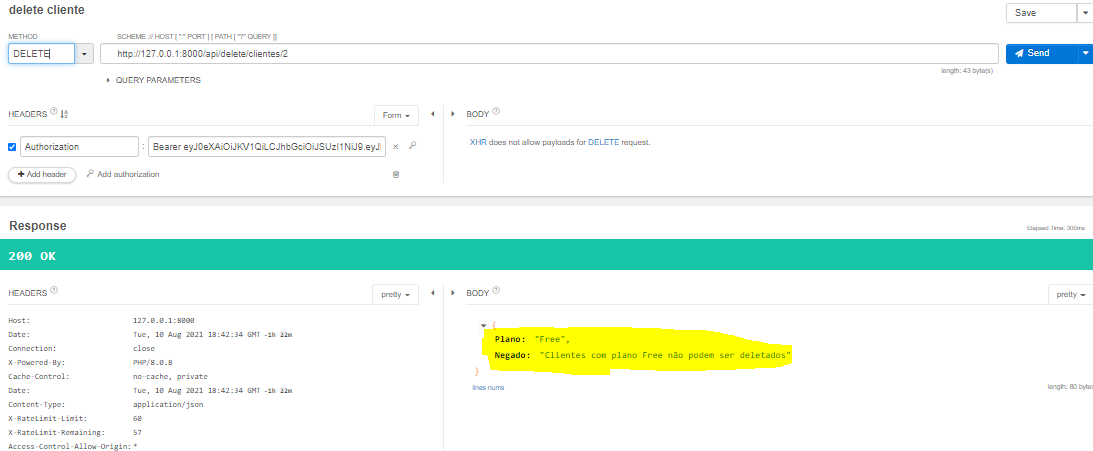 delete cliente
Save
METHOD
SCHEME :// HOST [ ":" PORT ] [ PATH [ "?" QUERY ]]
DELETE
http://127.0.0.1:8000/api/delete/clientes/2
Send
length: 43 byte(s)
QUERY PARAMETERS
HEADERS
Form
BODY
Authorization : Bearer eyJ0eXAiOiJKV1QiLCJhbGciOiJSUzI1NiJ9.eyJ
XHR does not allow payloads for DELETE request.
Add header
Add authorization
Response
Elapsed Time: 300ms
200 OK
HEADERS
pretty
BODY
pretty
Host: 127.0.0.1:8000
Date: Tue, 10 Aug 2021 18:42:34 GMT -1h 22m
Connection: close
X-Powered-By: PHP/8.0.8
Cache-Control: no-cache, private
Date: Tue, 10 Aug 2021 18:42:34 GMT -1h 22m
Content-Type: application/json
X-RateLimit-Limit: 60
X-RateLimit-Remaining: 57
Access-Control-Allow-Origin: *
{
Plano: "Free",
Negado: "Clientes com plano Free não podem ser deletados"
}
lines nums
length: 80 bytes